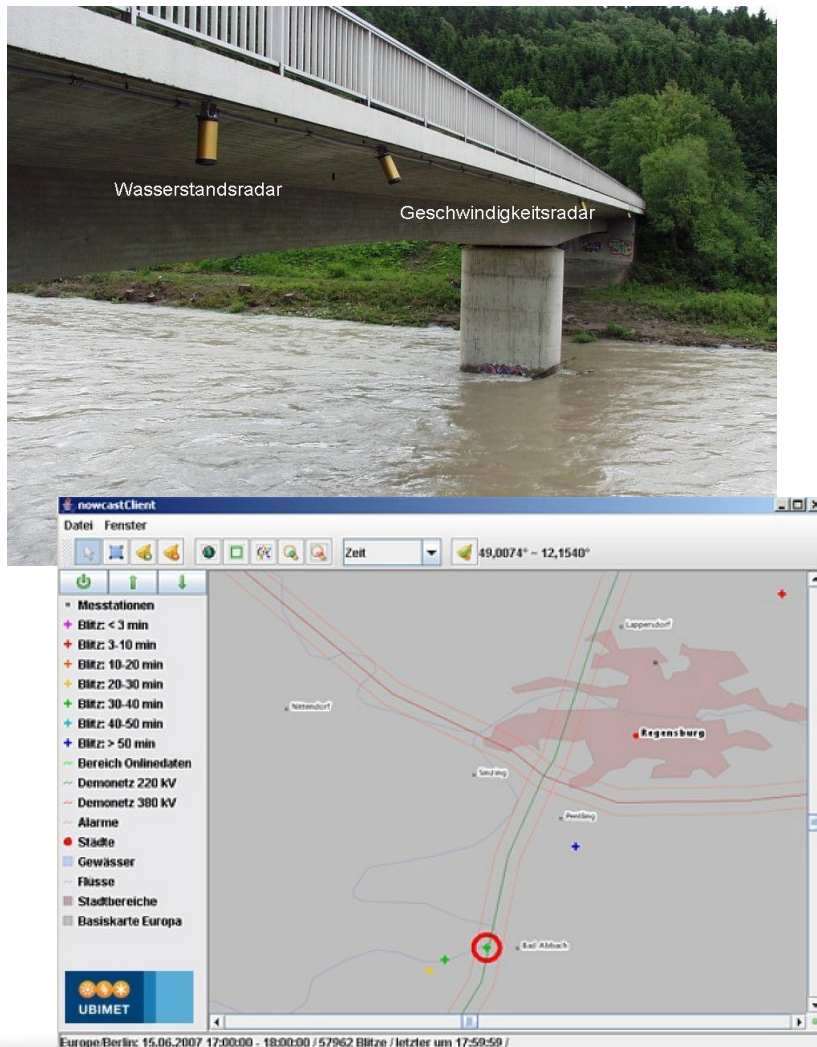 Wasserstandsradar
Geschwindigkeitsradar
nowcastClient
Datei Fenster
Zeit
49,0074° ~ 12,1540°
Messtationen
Blitz: < 3 min
Blitz: 3-10 min
Blitz: 10-20 min
Blitz: 20-30 min
Blitz: 30-40 min
Blitz: 40-50 min
Blitz: > 50 min
Bereich Onlinedaten
Demonetz 220 kV
Demonetz 380 kV
Alarme
Städte
Gewässer
Flüsse
Stadtbereiche
Basiskarte Europa
UBIMET
Lappersdorf
Nittendorf
Regensburg
Sinzing
Pentling
Bad Abbach
Europe/Berlin: 15.06.2007 17:00:00 - 18:00:00 / 57962 Blitze / letzter um 17:59:59 /